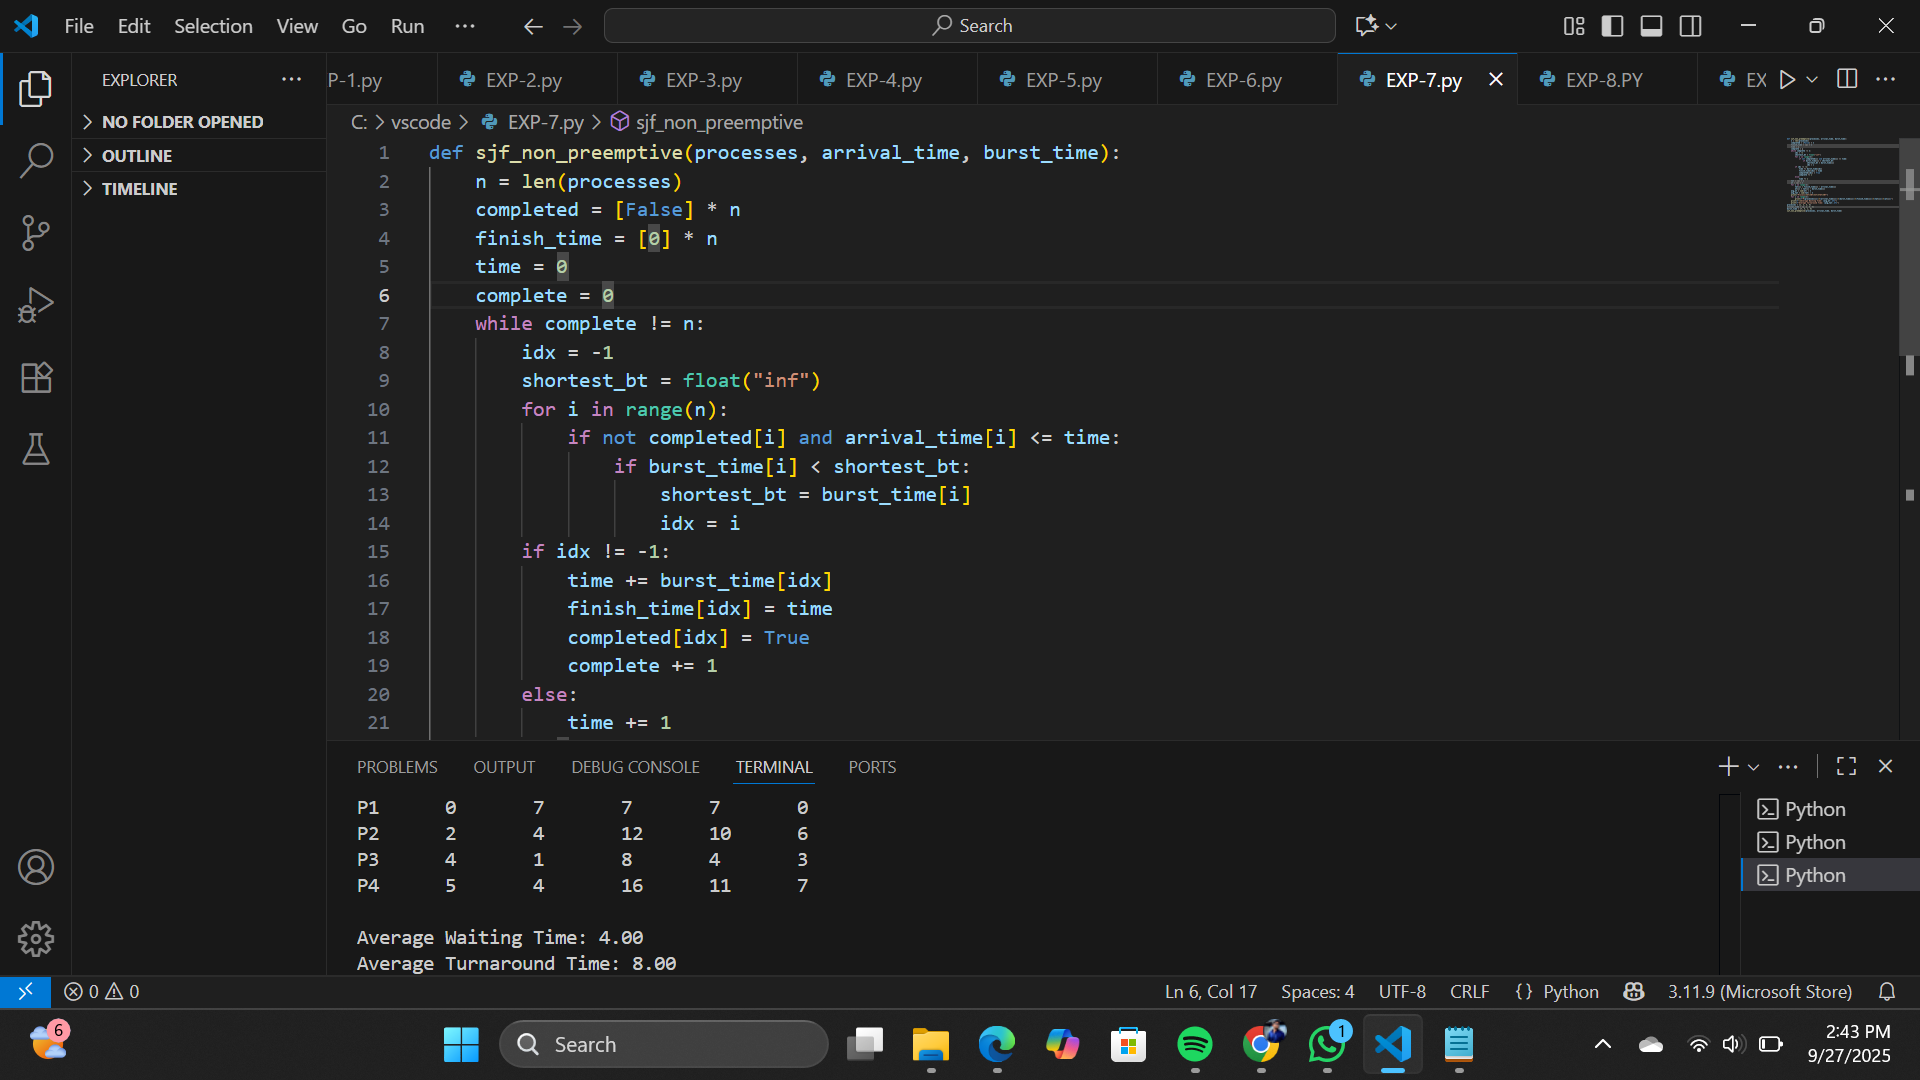 File Edit Selection View Go Run ··· Search
EXPLORER ···
NO FOLDER OPENED
OUTLINE
TIMELINE
P-1.py EXP-2.py EXP-3.py EXP-4.py EXP-5.py EXP-6.py EXP-7.py EXP-8.PY EX
C: > vscode > EXP-7.py > sjf_non_preemptive
1 def sjf_non_preemptive(processes, arrival_time, burst_time):
2 n = len(processes)
3 completed = [False] * n
4 finish_time = [0] * n
5 time = 0
6 complete = 0
7 while complete != n:
8 idx = -1
9 shortest_bt = float("inf")
10 for i in range(n):
11 if not completed[i] and arrival_time[i] <= time:
12 if burst_time[i] < shortest_bt:
13 shortest_bt = burst_time[i]
14 idx = i
15 if idx != -1:
16 time += burst_time[idx]
17 finish_time[idx] = time
18 completed[idx] = True
19 complete += 1
20 else:
21 time += 1
PROBLEMS OUTPUT DEBUG CONSOLE TERMINAL PORTS
P1 0 7 7 7 0
P2 2 4 12 10 6
P3 4 1 8 4 3
P4 5 4 16 11 7
Average Waiting Time: 4.00
Average Turnaround Time: 8.00
Python
Python
Python
0 0 Ln 6, Col 17 Spaces: 4 UTF-8 CRLF {} Python 3.11.9 (Microsoft Store)
6 Search 1 2:43 PM
9/27/2025